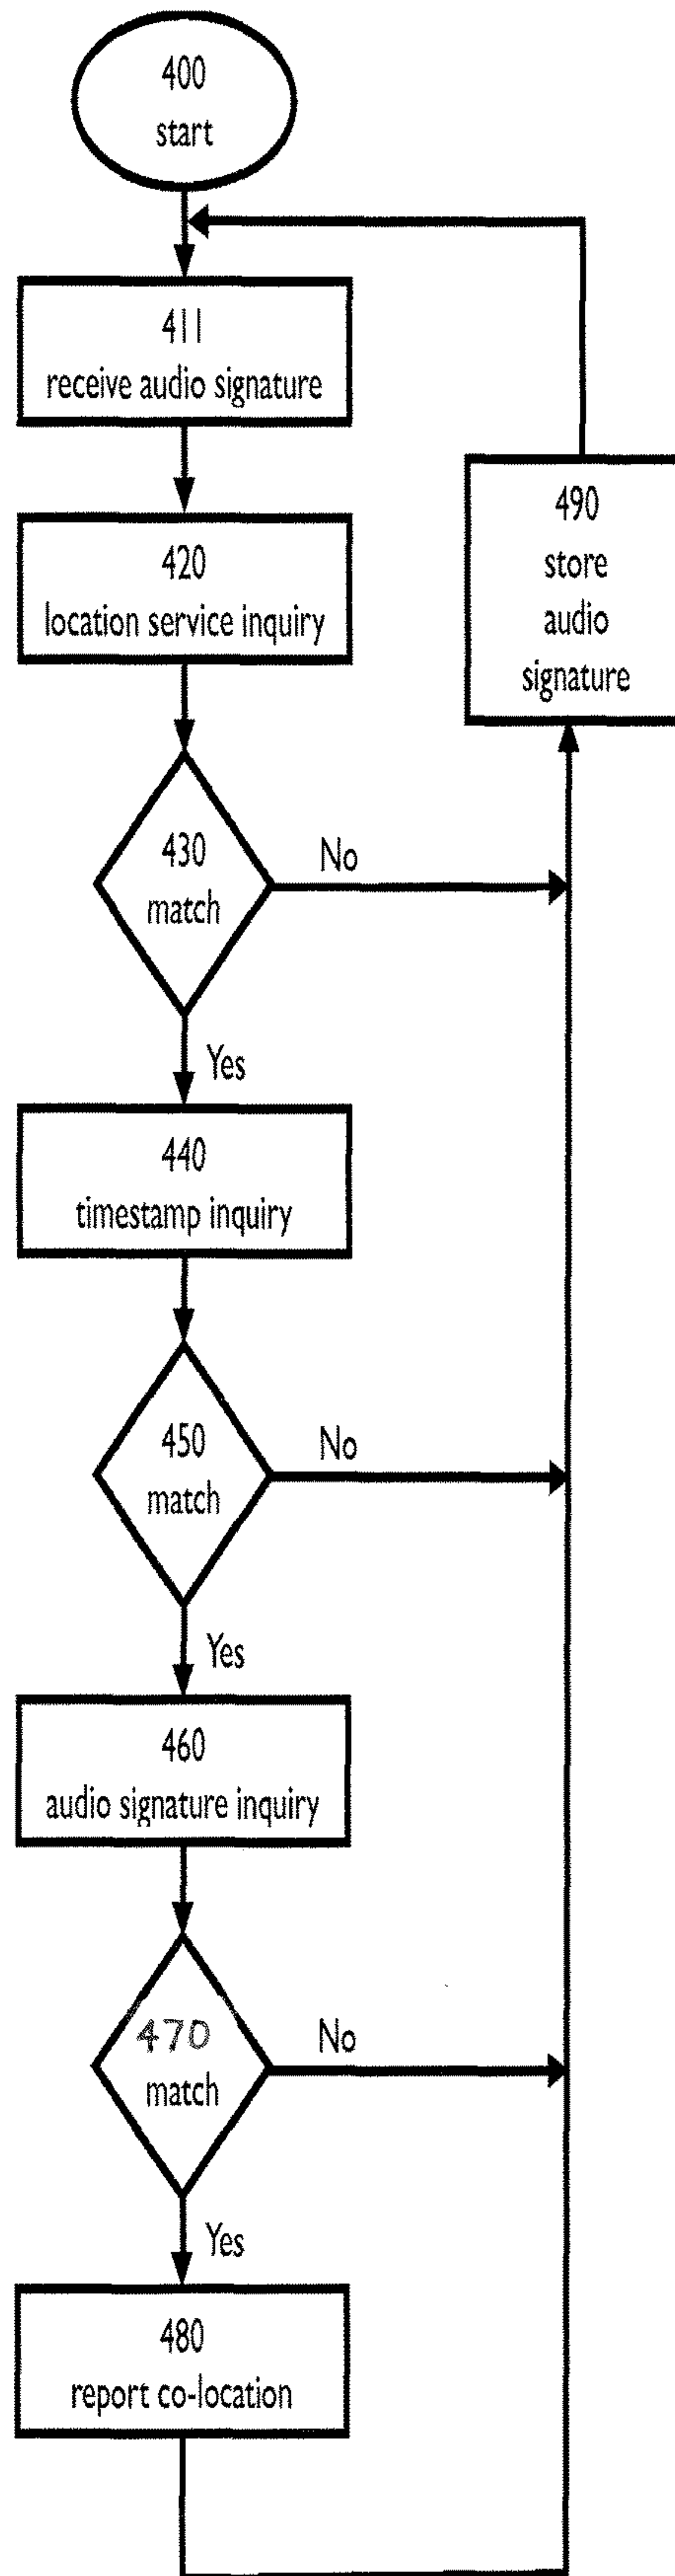 400
start
411
receive audio signature
420
location service inquiry
490
store
audio
signature
430
match
No
Yes
440
timestamp inquiry
450
match
No
Yes
460
audio signature inquiry
470
match
No
Yes
480
report co-location